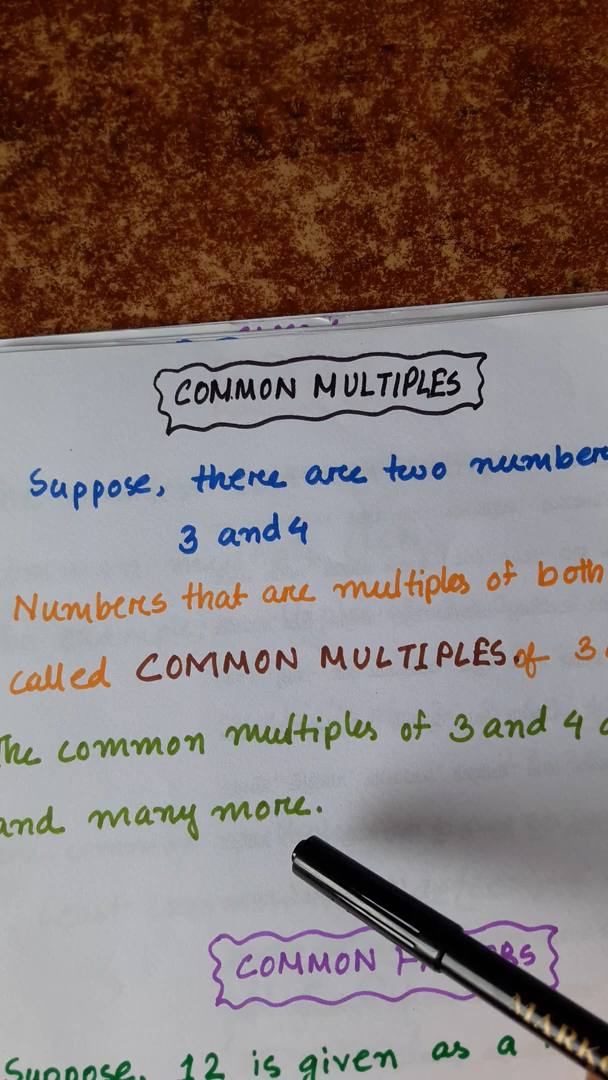 COMMON MULTIPLES
Suppose, there are two number
3 and 4
Numbers that are multiples of both
called COMMON MULTIPLES of 3
The common multiples of 3 and 4
and many more.
COMMON
Suppose, 12 is given as a
MARK